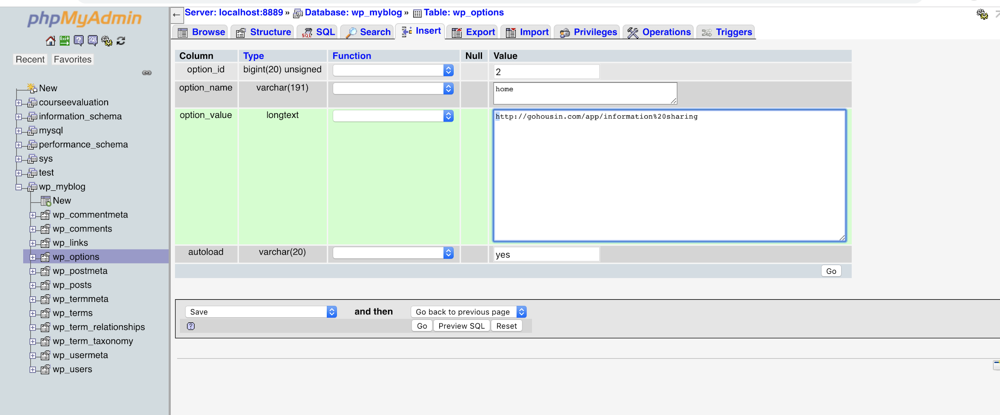 phpMyAdmin
Recent Favorites
New
courseevaluation
information_schema
mysql
performance_schema
sys
test
wp_myblog
New
wp_commentmeta
wp_comments
wp_links
wp_options
wp_postmeta
wp_posts
wp_termmeta
wp_terms
wp_term_relationships
wp_term_taxonomy
wp_usermeta
wp_users
Server: localhost:8889 » Database: wp_myblog » Table: wp_options
Browse Structure SQL Search Insert Export Import Privileges Operations Triggers
Column Type Function Null Value
option_id bigint(20) unsigned 2
option_name varchar(191) home
option_value longtext http://gohousin.com/app/information%20sharing
autoload varchar(20) yes
Go
Save and then Go back to previous page
Go Preview SQL Reset